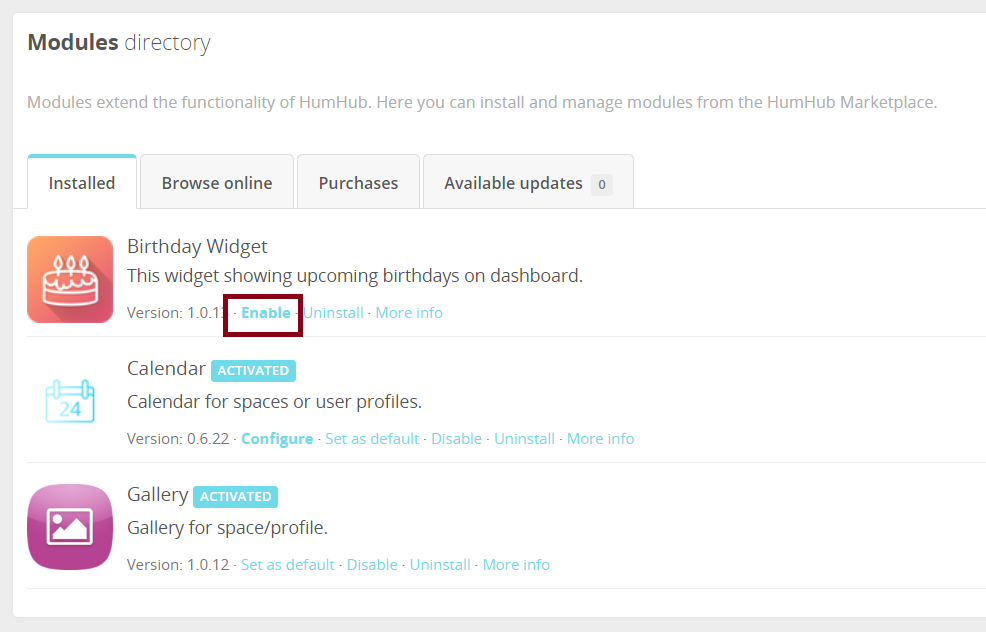 Modules directory
Modules extend the functionality of HumHub. Here you can install and manage modules from the HumHub Marketplace.
Installed Browse online Purchases Available updates 0
Birthday Widget
This widget showing upcoming birthdays on dashboard.
Version: · Enable · Uninstall · More info
Calendar ACTIVATED
24
Calendar for spaces or user profiles.
Version: 0.6.22 · Configure · Set as default · Disable · Uninstall · More info
Gallery ACTIVATED
Gallery for space/profile.
Version: 1.0.12 · Set as default · Disable · Uninstall · More info